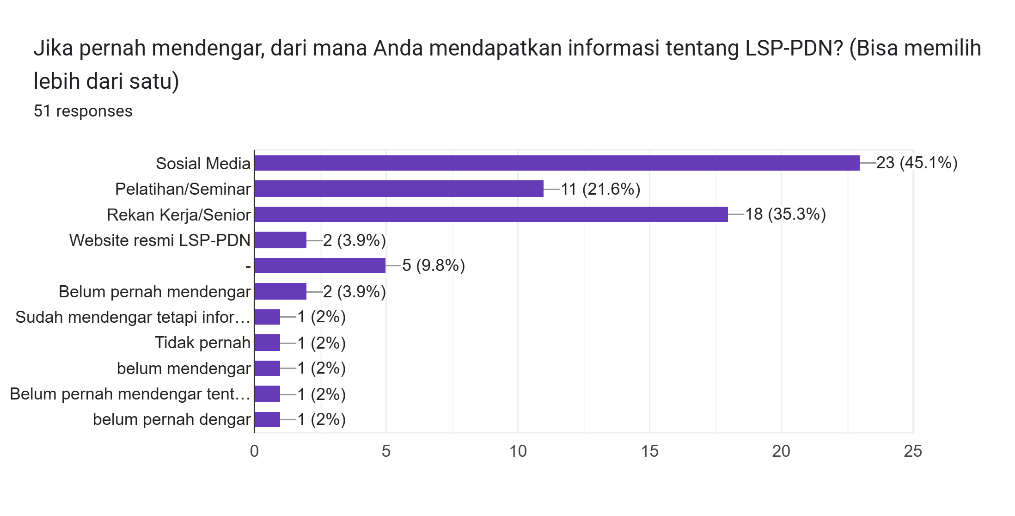 Jika pernah mendengar, dari mana Anda mendapatkan informasi tentang LSP-PDN? (Bisa memilih
lebih dari satu)
51 responses
Sosial Media 23 (45.1%)
Pelatihan/Seminar 11 (21.6%)
Rekan Kerja/Senior 18 (35.3%)
Website resmi LSP-PDN 2 (3.9%)
- 5 (9.8%)
Belum pernah mendengar 2 (3.9%)
Sudah mendengar tetapi infor… 1 (2%)
Tidak pernah 1 (2%)
belum mendengar 1 (2%)
Belum pernah mendengar tent… 1 (2%)
belum pernah dengar 1 (2%)
0 5 10 15 20 25